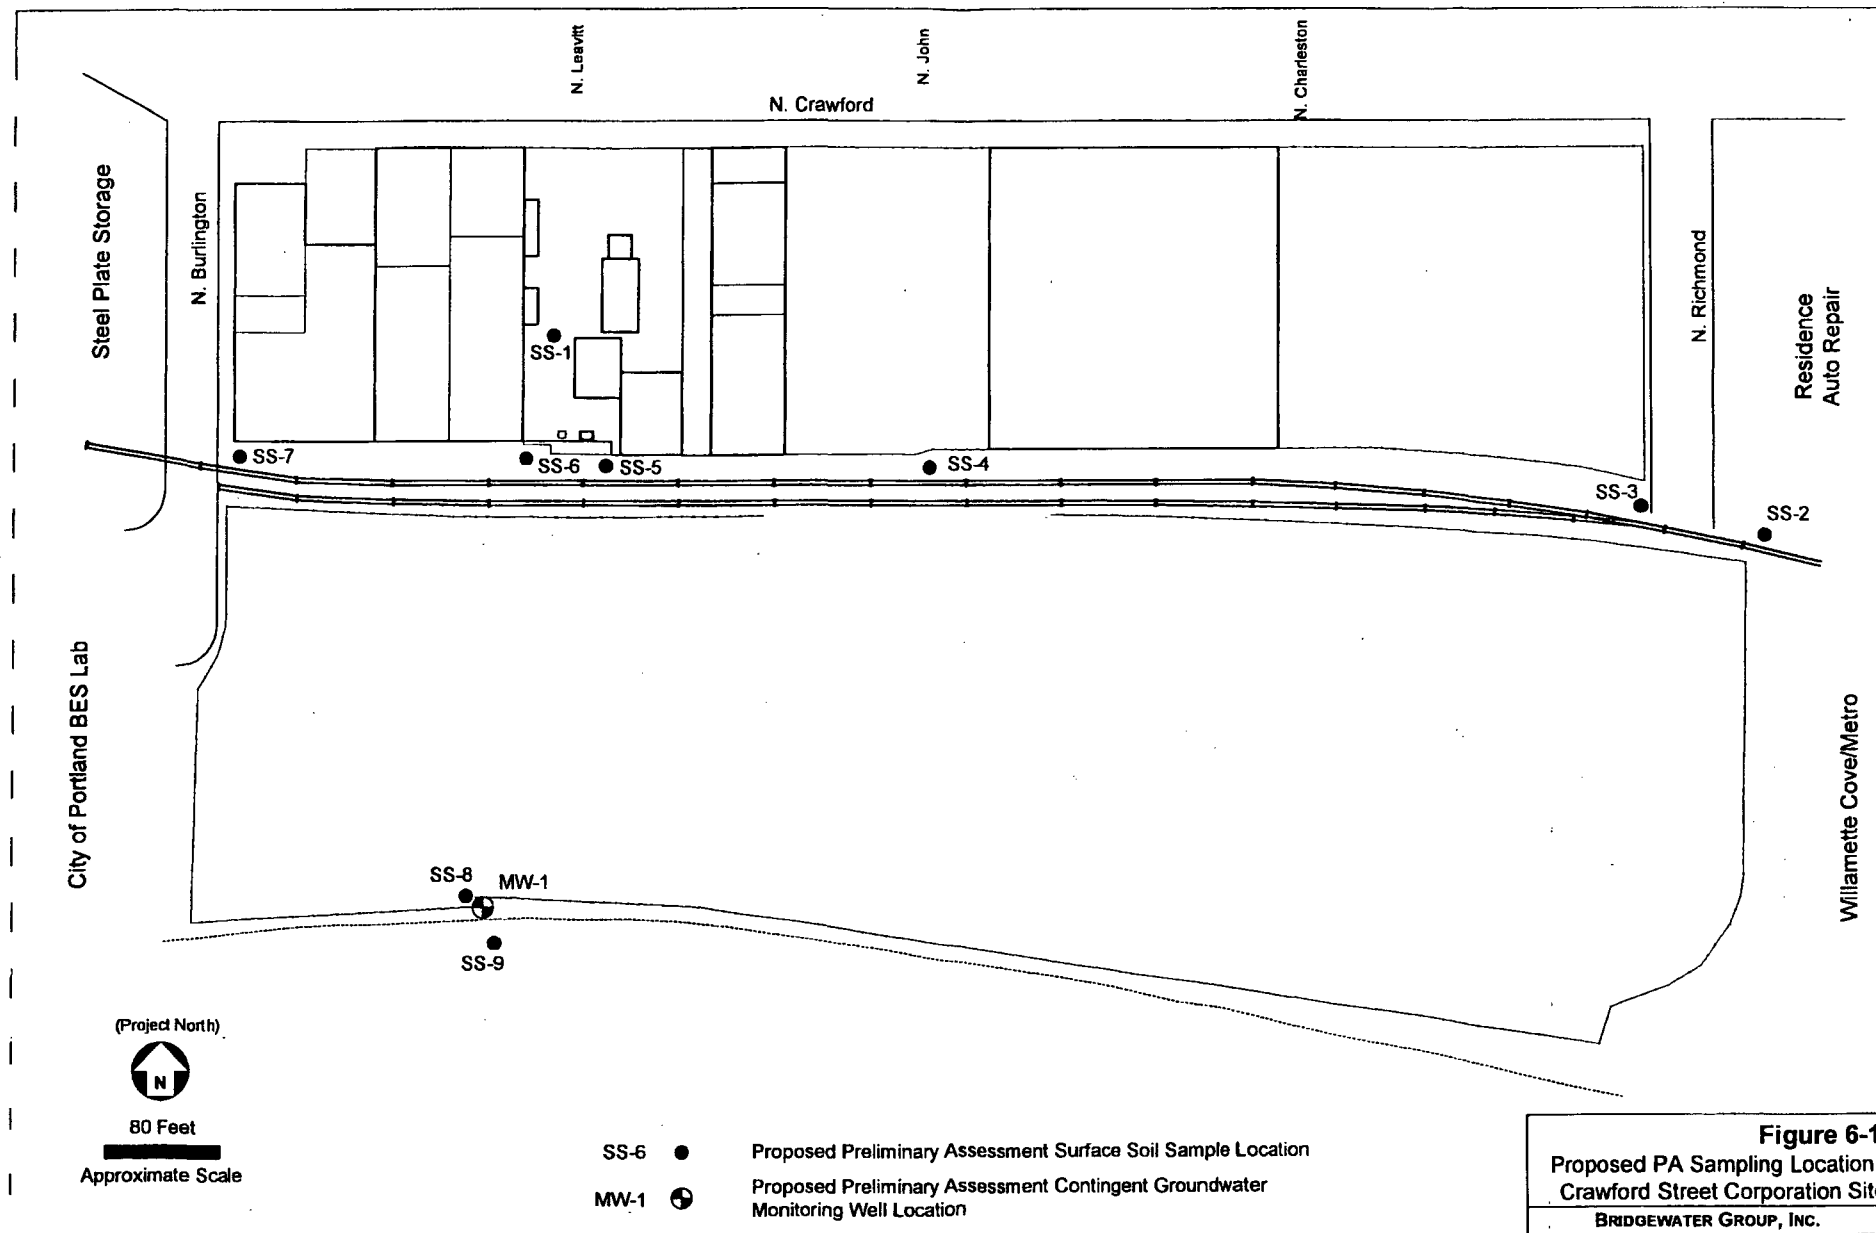 N. Leavitt
N. John
N. Charleston
N. Crawford
Steel Plate Storage
N. Burlington
N. Richmond
Residence
Auto Repair
SS-1
SS-7
SS-6
SS-5
SS-4
SS-3
SS-2
City of Portland BES Lab
Willamette Cove/Metro
SS-8
MW-1
SS-9
(Project North)
N
80 Feet
Approximate Scale
SS-6 Proposed Preliminary Assessment Surface Soil Sample Location
MW-1 Proposed Preliminary Assessment Contingent Groundwater
Monitoring Well Location
Figure 6-1
Proposed PA Sampling Location
Crawford Street Corporation Site
BRIDGEWATER GROUP, INC.